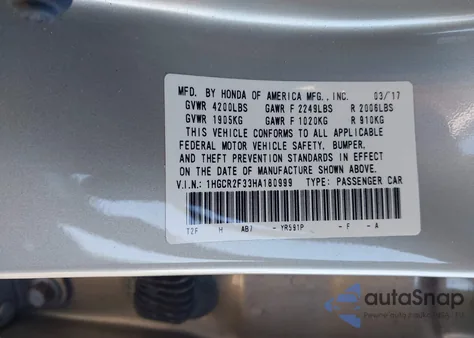 MFD. BY HONDA OF AMERICA MFG., INC. 03/17
GVWR 4200LBS GAWR F 2249LBS R 2006LBS
GVWR 1905KG GAWR F 1020KG R 910KG
THIS VEHICLE CONFORMS TO ALL APPLICABLE
FEDERAL MOTOR VEHICLE SAFETY, BUMPER,
AND THEFT PREVENTION STANDARDS IN EFFECT
ON THE DATE OF MANUFACTURE SHOWN ABOVE.
V.I.N.: 1HGCR2F33HA180999 TYPE: PASSENGER CAR
T2F H ABJ - YR591P - F - A
autoSnap